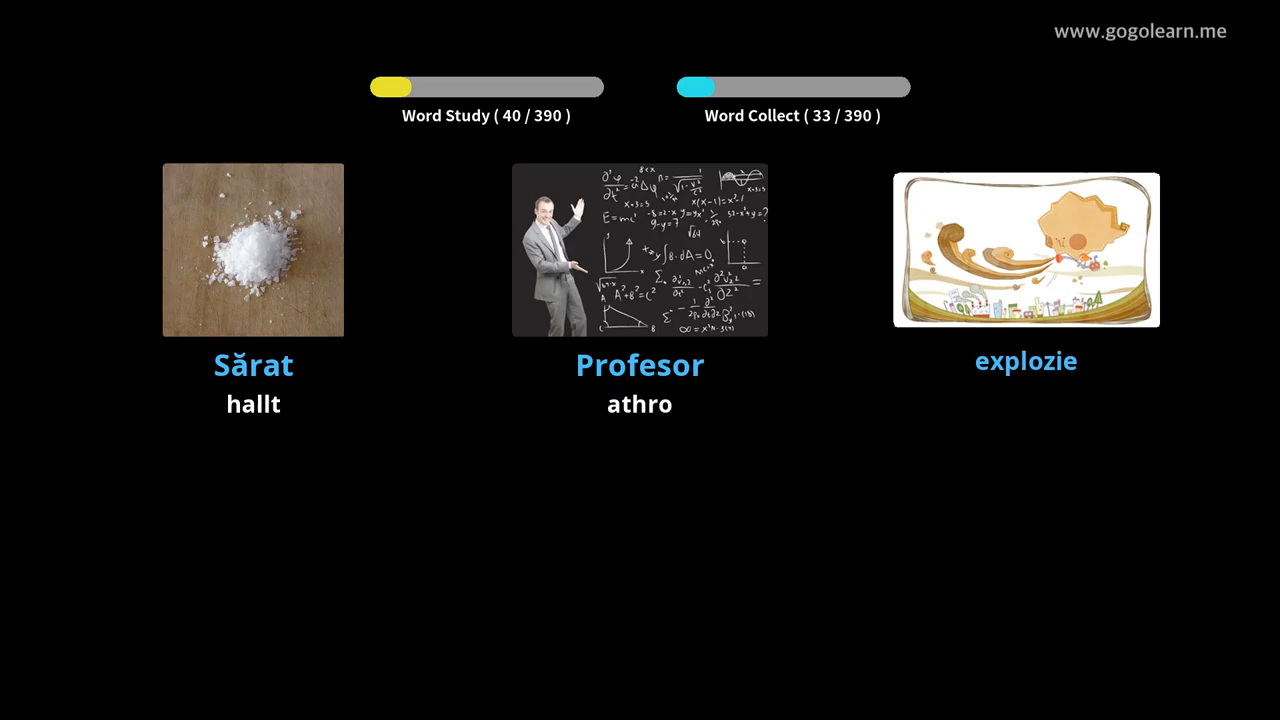 www.gogolearn.me
Word Study ( 40 / 390 )
Word Collect ( 33 / 390 )
Sărat
hallt
Profesor
athro
explozie